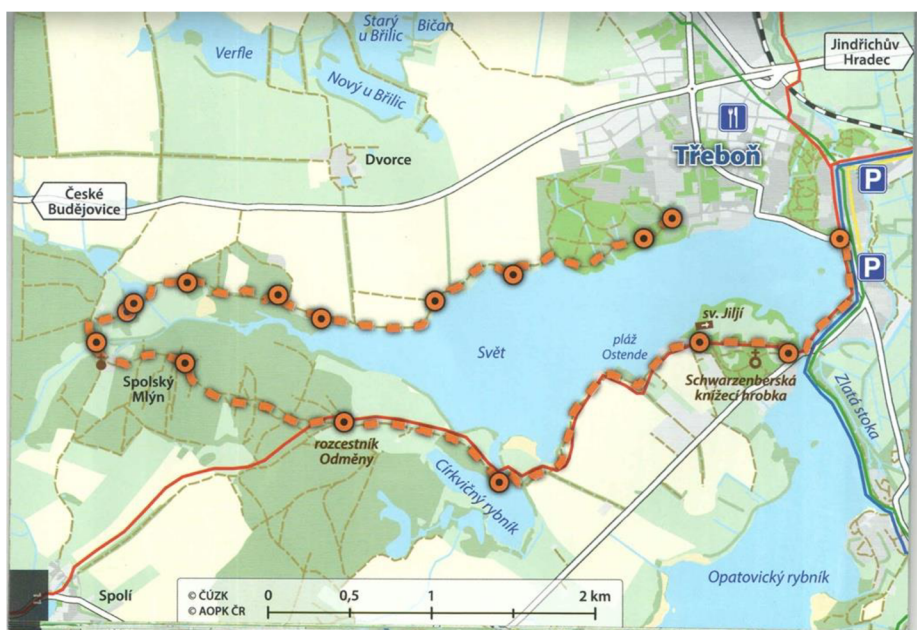 Starý
u Břilic
Bičan
Verfle
Nový u Břilic
Jindřichův
Hradec
Dvorce
Třeboň
P
České
Budějovice
P
sv. Jiljí
Svět
pláž
Ostende
Spolský
Mlýn
Schwarzenberská
knížecí hrobka
Zlatá stoka
rozcestník
Odměny
Církvičný rybník
Opatovický rybník
Spolí
© ČÚZK
© AOPK ČR
0
0,5
1
2 km